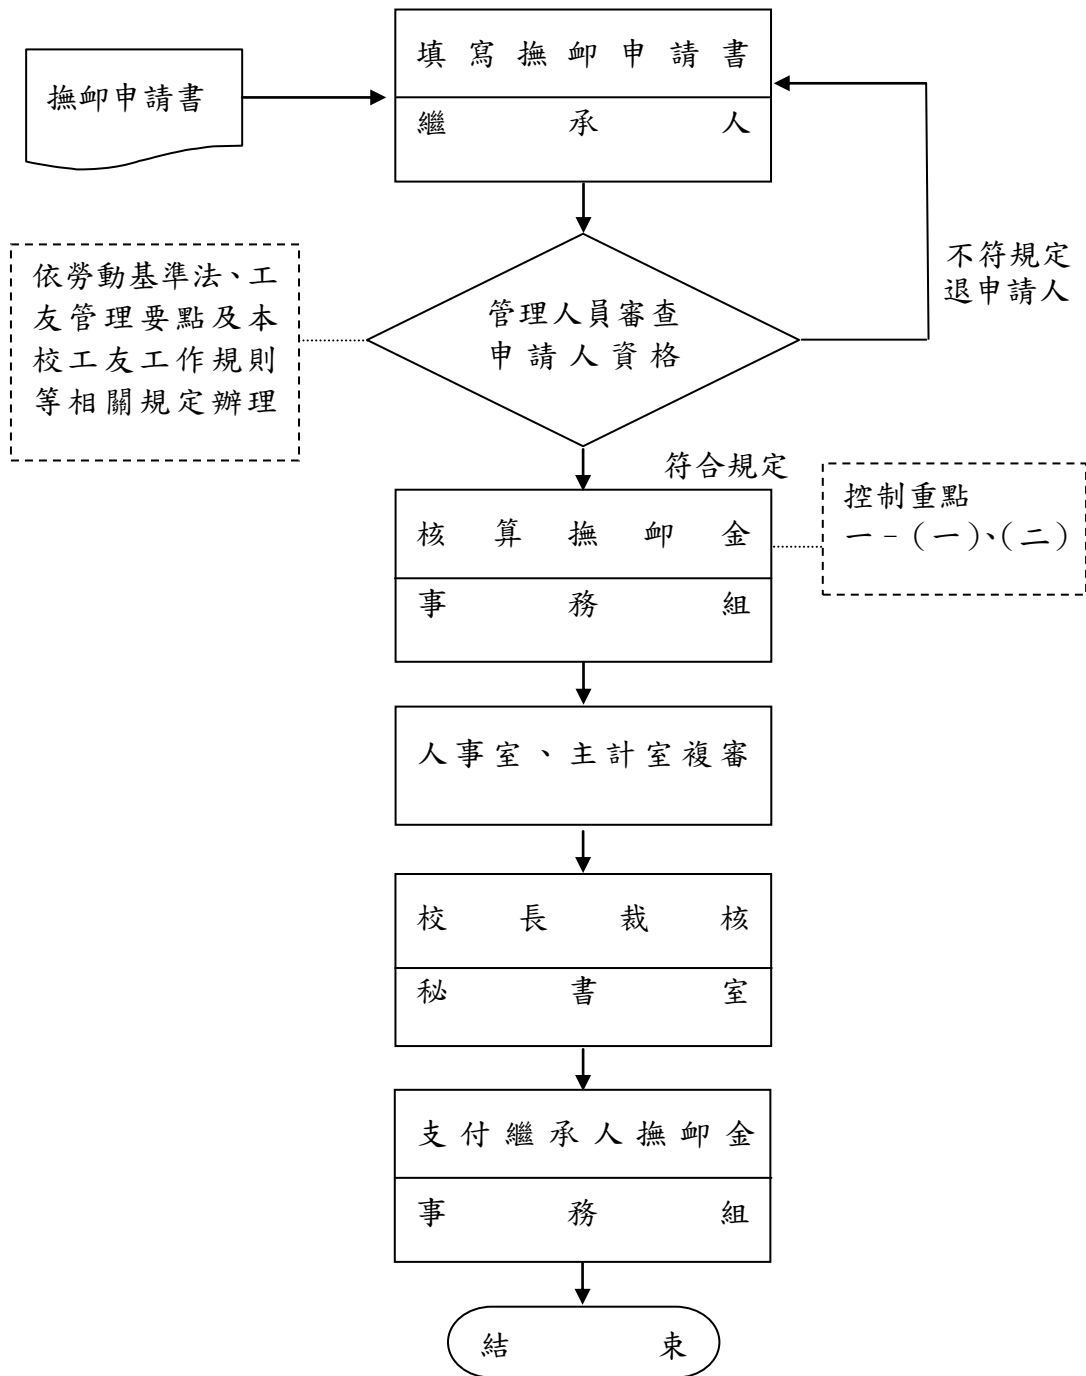 填寫撫卹申請書
撫卹申請書
繼承人
依勞動基準法、工
友管理要點及本
校工友工作規則
等相關規定辦理
管理人員審查
申請人資格
不符規定
退申請人
符合規定
控制重點
一-(一)、(二)
核算撫卹金
事務組
人事室、主計室複審
校長裁核
秘書室
支付繼承人撫卹金
事務組
結束